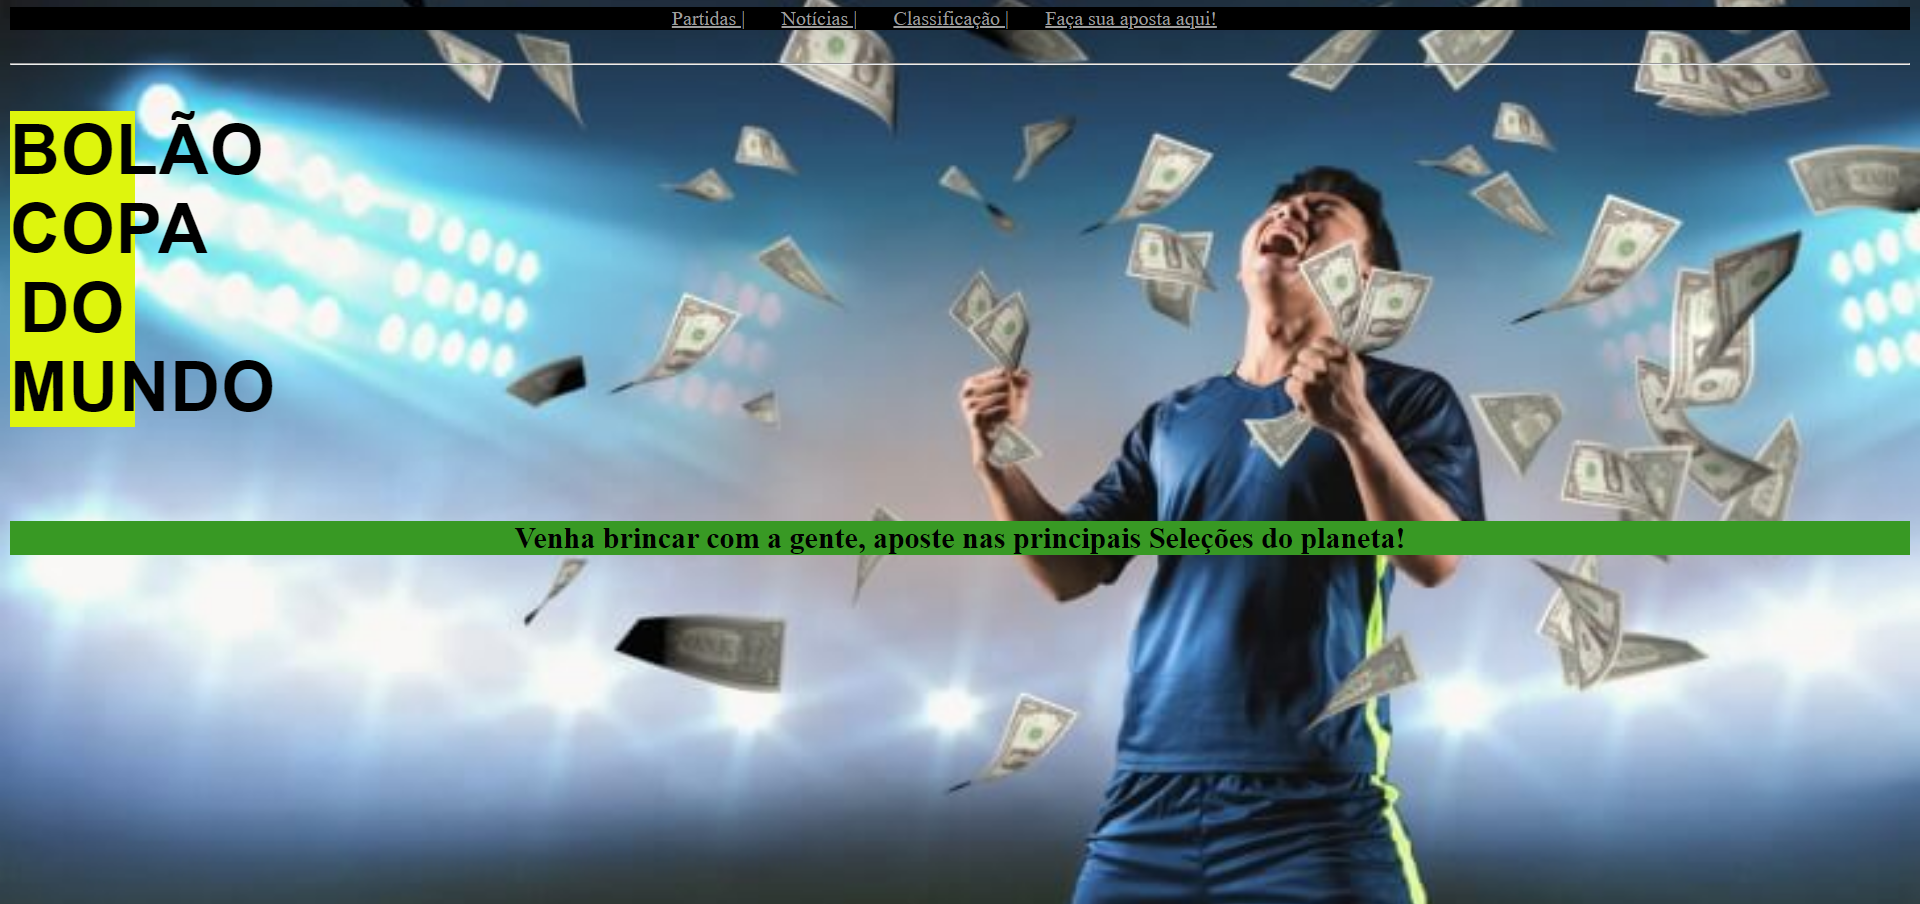 Partidas | Notícias | Classificação | Faça sua aposta aqui!
BOLÃO
COPA
DO
MUNDO
Venha brincar com a gente, aposte nas principais Seleções do planeta!